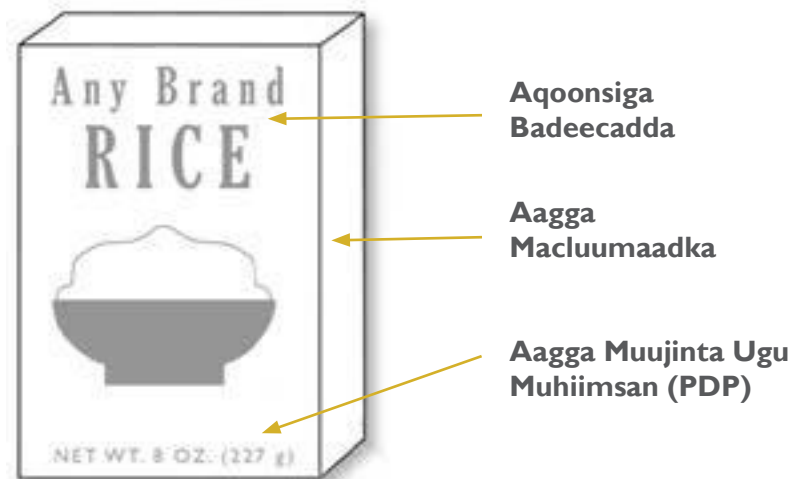 Any Brand
RICE
NET WT. 8 OZ. (227 g)
Aqoonsiga
Badeecadda
Aagga
Macluumaadka
Aagga Muujinta Ugu
Muhiimsan (PDP)